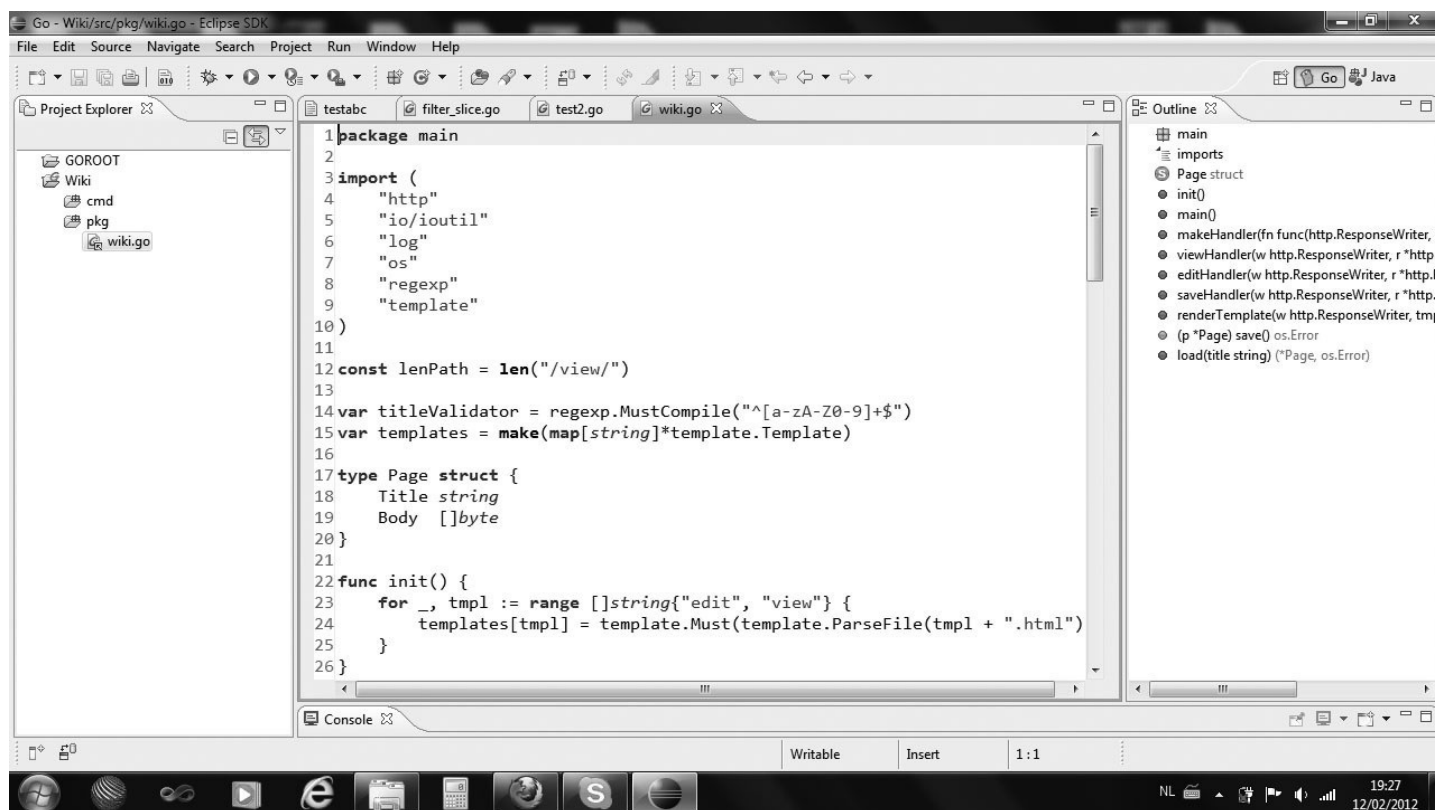 Go - Wiki/src/pkg/wiki.go - Eclipse SDK
File Edit Source Navigate Search Project Run Window Help
Go
Java
Project Explorer
GOROOT
Wiki
cmd
pkg
wiki.go
testabc
filter_slice.go
test2.go
wiki.go
1 package main
2
3 import (
4     "http"
5     "io/ioutil"
6     "log"
7     "os"
8     "regexp"
9     "template"
10 )
11
12 const lenPath = len("/view/")
13
14 var titleValidator = regexp.MustCompile("^[a-zA-Z0-9]+$")
15 var templates = make(map[string]*template.Template)
16
17 type Page struct {
18     Title string
19     Body  []byte
20 }
21
22 func init() {
23     for _, tmpl := range []string{"edit", "view"} {
24         templates[tmpl] = template.Must(template.ParseFile(tmpl + ".html")
25     }
26 }
Outline
main
imports
Page struct
init()
main()
makeHandler(fn func(http.ResponseWriter,
viewHandler(w http.ResponseWriter, r *http
editHandler(w http.ResponseWriter, r *http.
saveHandler(w http.ResponseWriter, r *http.
renderTemplate(w http.ResponseWriter, tmp
(p *Page) save() os.Error
load(title string) (*Page, os.Error)
Console
Writable Insert 1:1
NL
19:27
12/02/2012